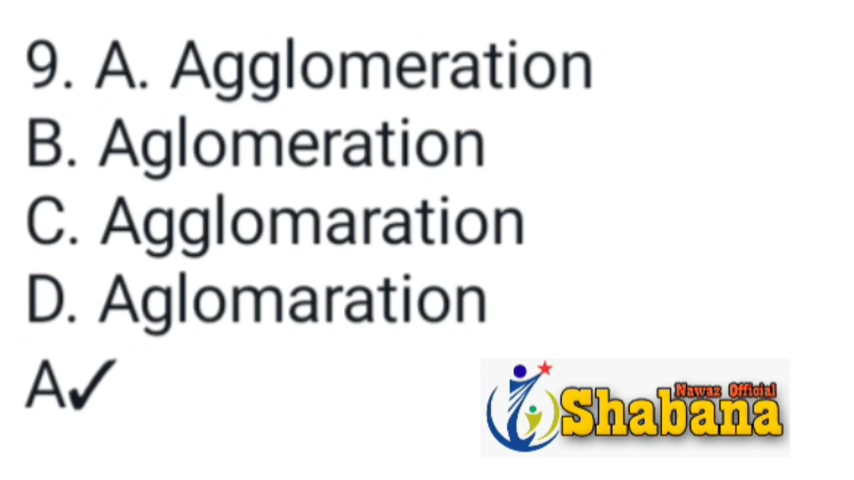 9. A. Agglomeration
B. Aglomeration
C. Agglomaration
D. Aglomaration
A✓
Nawaz Official
Shabana